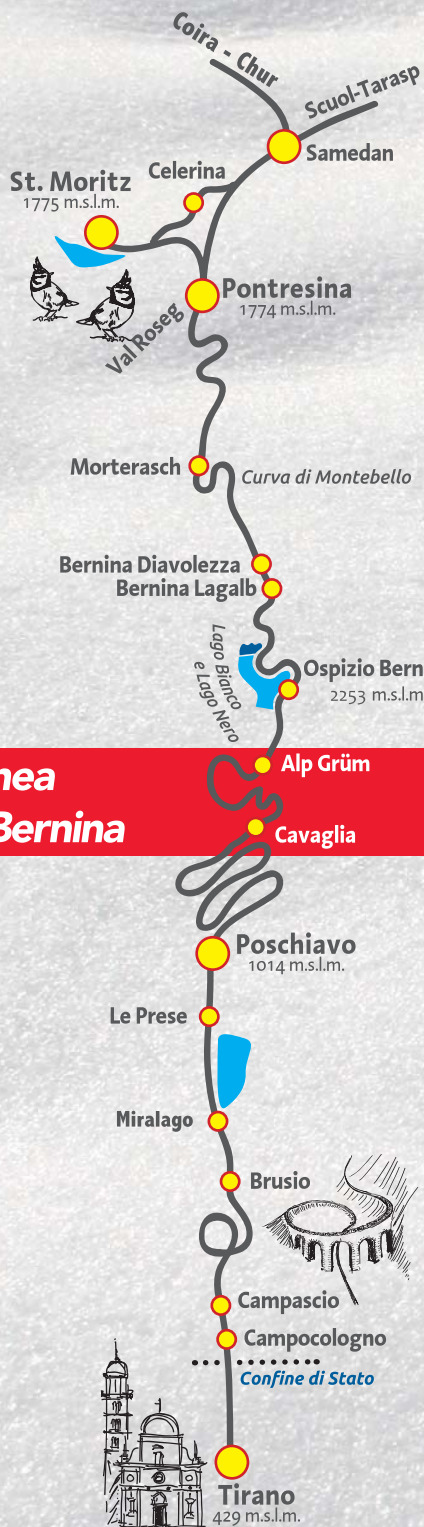 Coira - Chur
Scuol-Tarasp
Samedan
Celerina
St. Moritz
1775 m.s.l.m.
Pontresina
1774 m.s.l.m.
Val Roseg
Morterasch
Curva di Montebello
Bernina Diavolezza
Bernina Lagalb
Lago Bianco
e Lago Nero
Ospizio Bern
2253 m.s.l.m
Alp Grüm
nea
Bernina
Cavaglia
Poschiavo
1014 m.s.l.m.
Le Prese
Miralago
Brusio
Campascio
Campocologno
Confine di Stato
Tirano
429 m.s.l.m.